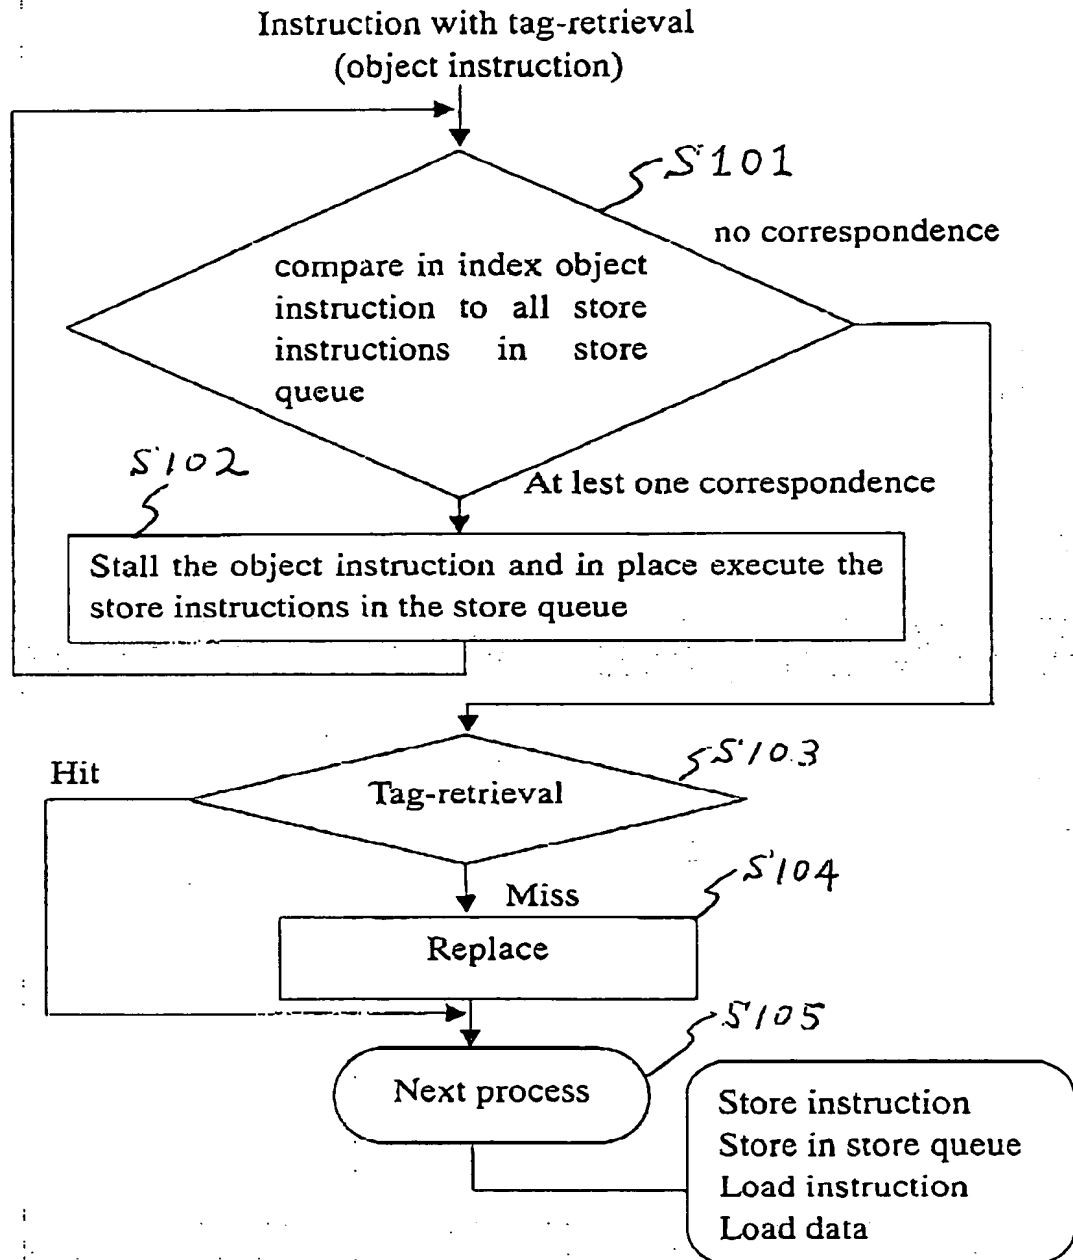 Instruction with tag-retrieval
(object instruction)
S101
no correspondence
compare in index object
instruction to all store
instructions in store
queue
S102
At lest one correspondence
Stall the object instruction and in place execute the
store instructions in the store queue
S103
Hit
Tag-retrieval
S104
Miss
Replace
S105
Next process
Store instruction
Store in store queue
Load instruction
Load data